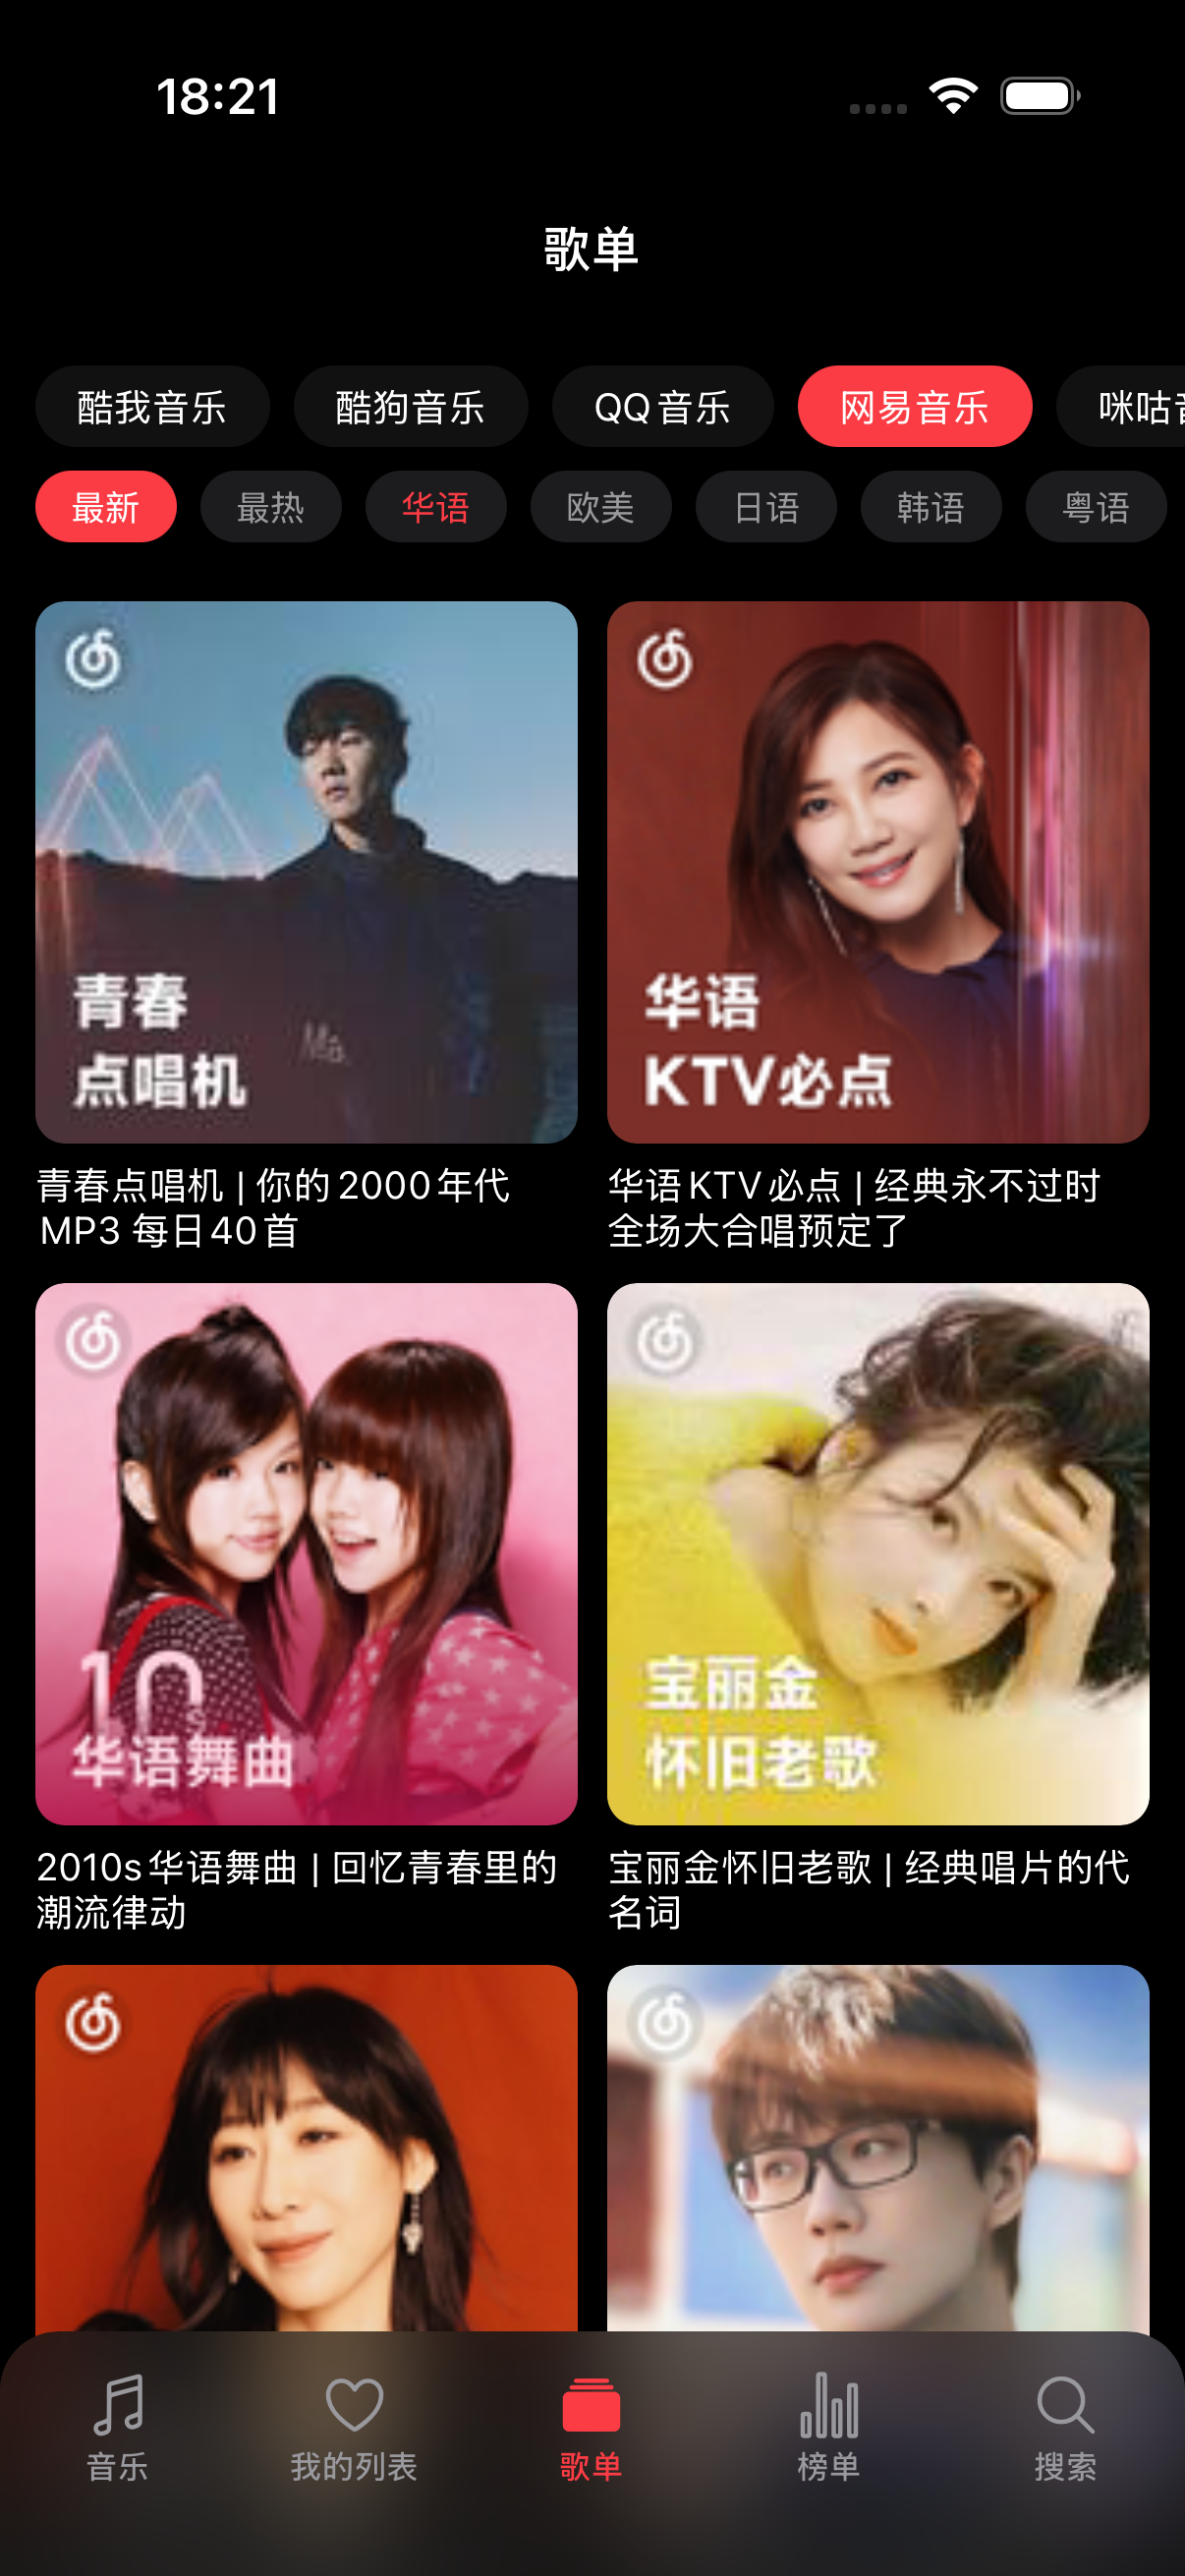 18:21
歌单
酷我音乐
酷狗音乐
QQ音乐
网易音乐
咪咕
最新
最热
华语
欧美
日语
韩语
粤语
青春
点唱机
华语
KTV必点
青春点唱机 | 你的2000年代
MP3 每日40首
华语KTV必点 | 经典永不过时
全场大合唱预定了
10s
华语舞曲
宝丽金
怀旧老歌
2010s华语舞曲 | 回忆青春里的
潮流律动
宝丽金怀旧老歌 | 经典唱片的代
名词
音乐
我的列表
歌单
榜单
搜索